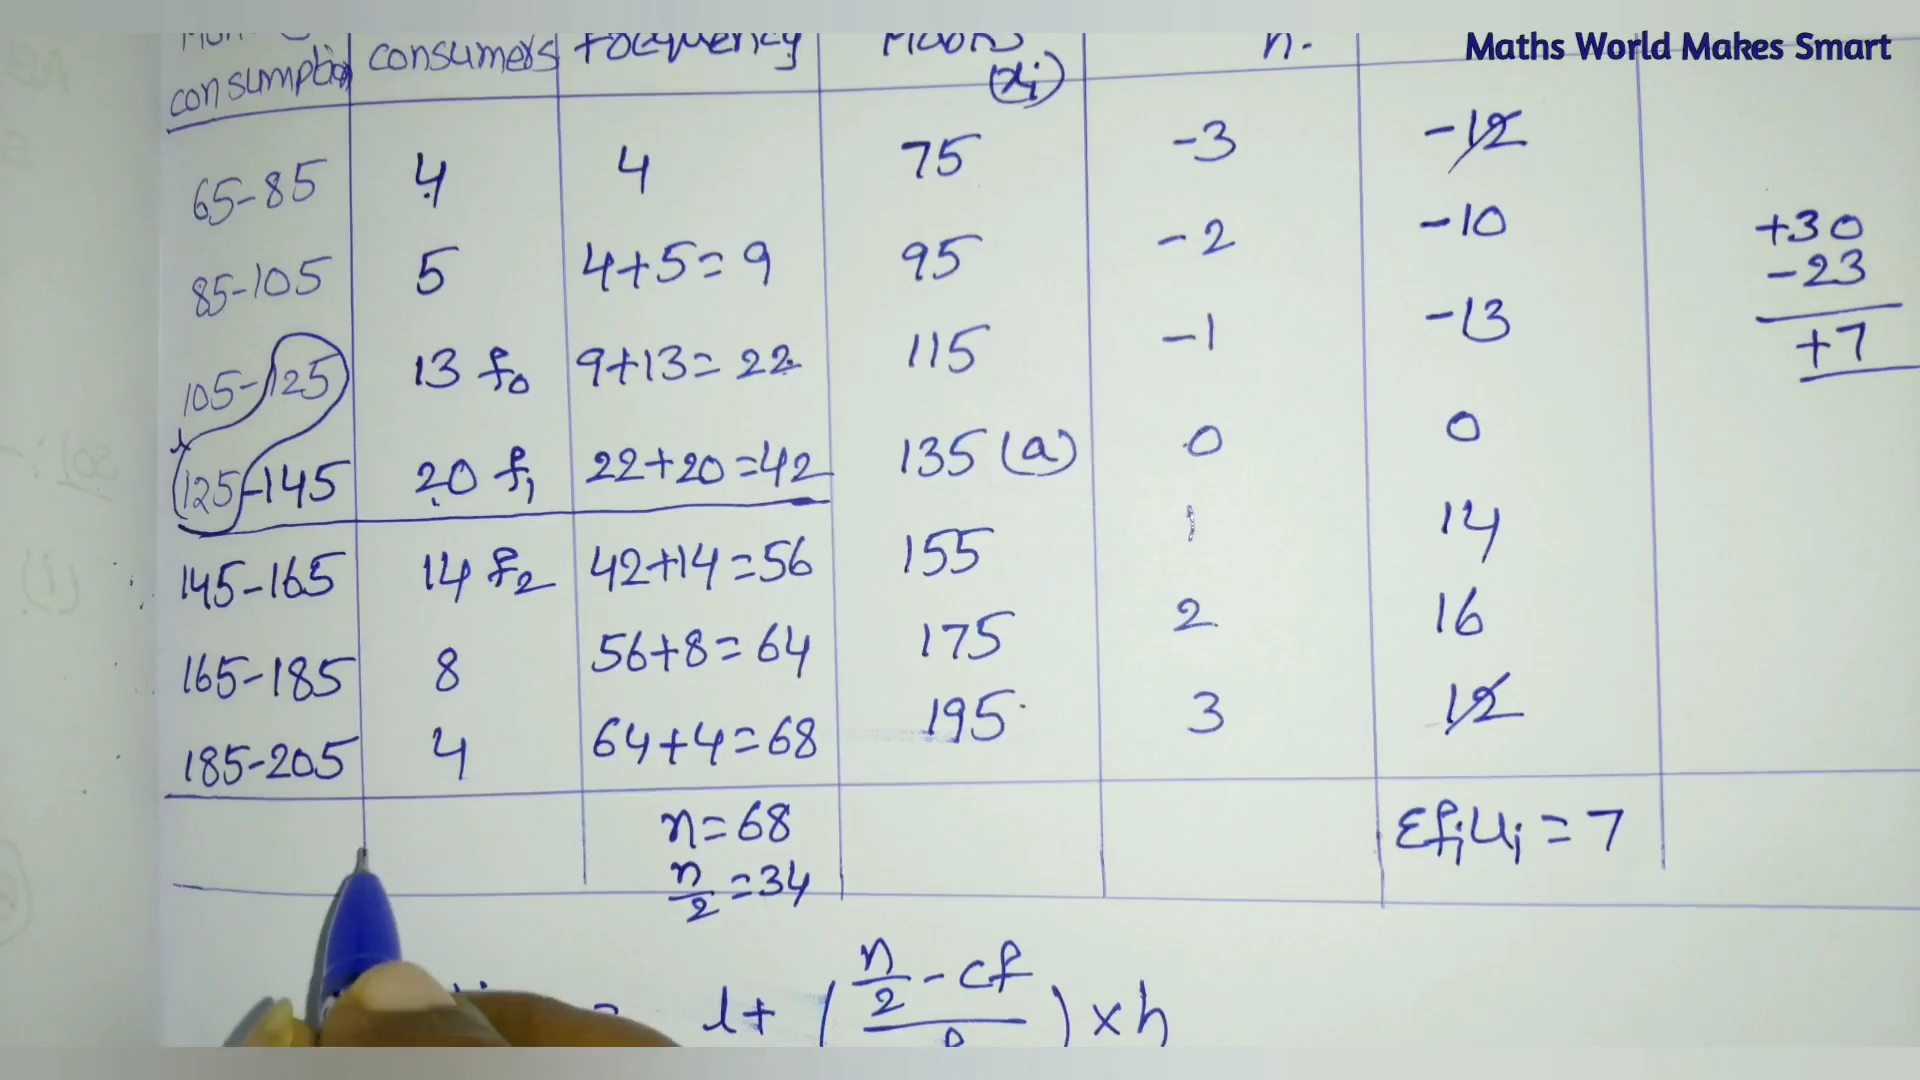 Maths World Makes Smart
consumption consumers frequency (xi) h.
65-85 4 4 75 -3 -12
85-105 5 4+5=9 95 -2 -10
+30
-23
+7
105-125 13 f0 9+13=22 115 -1 -13
l
125-145 20 f1 22+20=42 135 (a) 0 0
145-165 14 f2 42+14=56 155 1 14
165-185 8 56+8=64 175 2 16
185-205 4 64+4=68 195 3 12
n=68 Σfiui = 7
n/2 =34
= l+ (n/2 - cf / ) × h